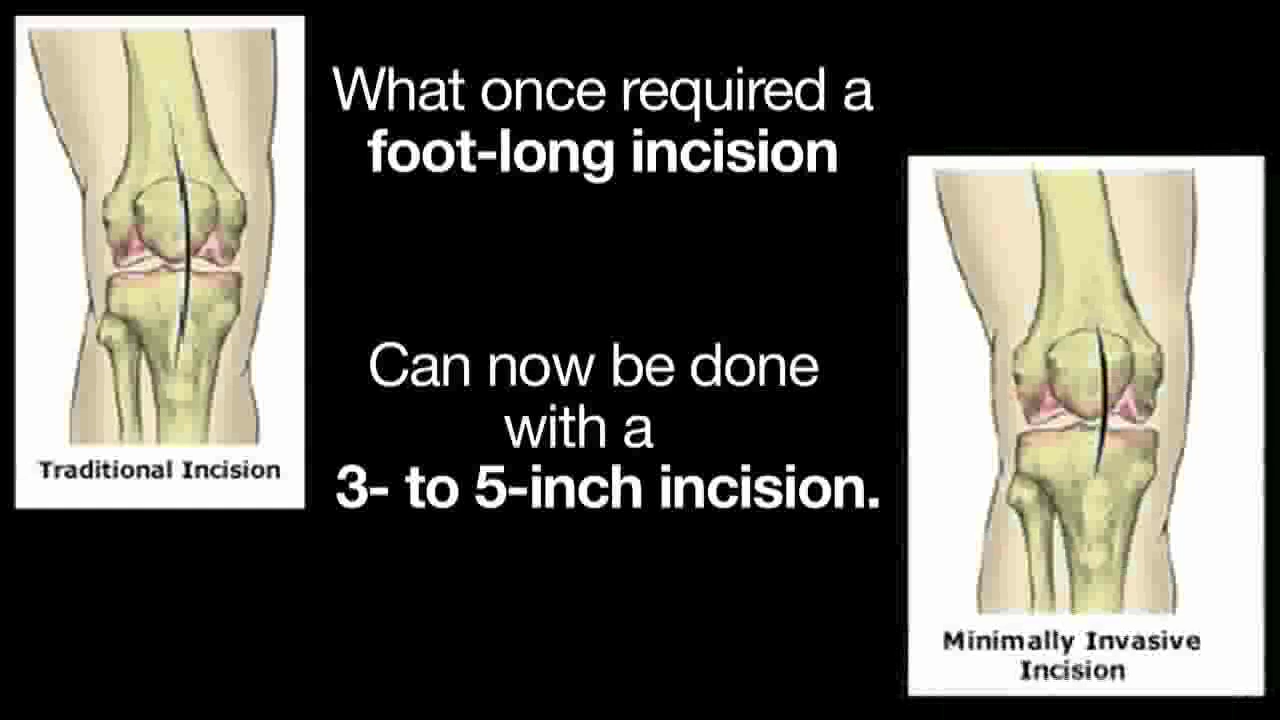 What once required a
foot-long incision
Traditional Incision
Can now be done
with a
3- to 5-inch incision.
Minimally Invasive
Incision